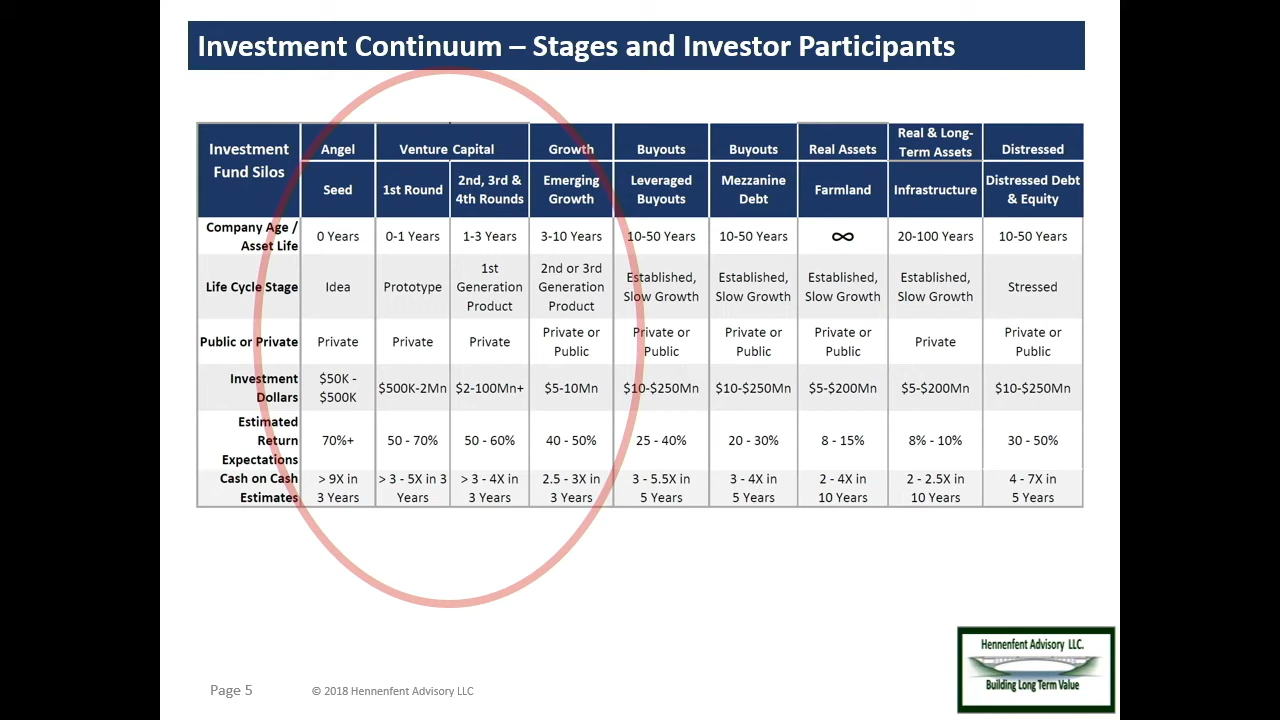 Investment Continuum – Stages and Investor Participants
Investment Fund Silos Angel Venture Capital Growth Buyouts Buyouts Real Assets Real & Long-Term Assets Distressed
Seed 1st Round 2nd, 3rd & 4th Rounds Emerging Growth Leveraged Buyouts Mezzanine Debt Farmland Infrastructure Distressed Debt & Equity
Company Age / Asset Life 0 Years 0-1 Years 1-3 Years 3-10 Years 10-50 Years 10-50 Years ∞ 20-100 Years 10-50 Years
Life Cycle Stage Idea Prototype 1st Generation Product 2nd or 3rd Generation Product Established, Slow Growth Established, Slow Growth Established, Slow Growth Established, Slow Growth Stressed
Public or Private Private Private Private Private or Public Private or Public Private or Public Private or Public Private Private or Public
Investment Dollars $50K - $500K $500K-2Mn $2-100Mn+ $5-10Mn $10-$250Mn $10-$250Mn $5-$200Mn $5-$200Mn $10-$250Mn
Estimated Return Expectations 70%+ 50 - 70% 50 - 60% 40 - 50% 25 - 40% 20 - 30% 8 - 15% 8% - 10% 30 - 50%
Cash on Cash Estimates > 9X in 3 Years > 3 - 5X in 3 Years > 3 - 4X in 3 Years 2.5 - 3X in 3 Years 3 - 5.5X in 5 Years 3 - 4X in 5 Years 2 - 4X in 10 Years 2 - 2.5X in 10 Years 4 - 7X in 5 Years
Hennenfent Advisory LLC.
Building Long Term Value
Page 5 © 2018 Hennenfent Advisory LLC